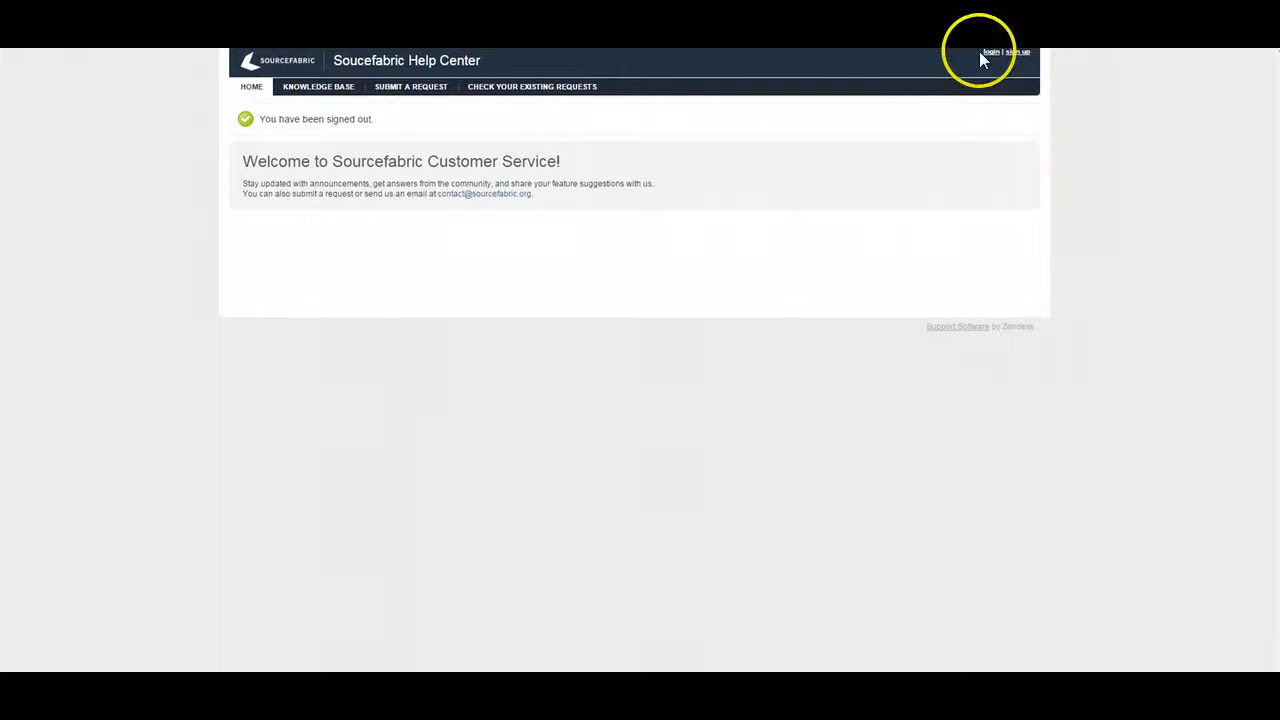 login | sign up
SOURCEFABRIC
Soucefabric Help Center
HOME KNOWLEDGE BASE SUBMIT A REQUEST CHECK YOUR EXISTING REQUESTS
You have been signed out.
Welcome to Sourcefabric Customer Service!
Stay updated with announcements, get answers from the community, and share your feature suggestions with us.
You can also submit a request or send us an email at contact@sourcefabric.org.
Support Software by Zendesk